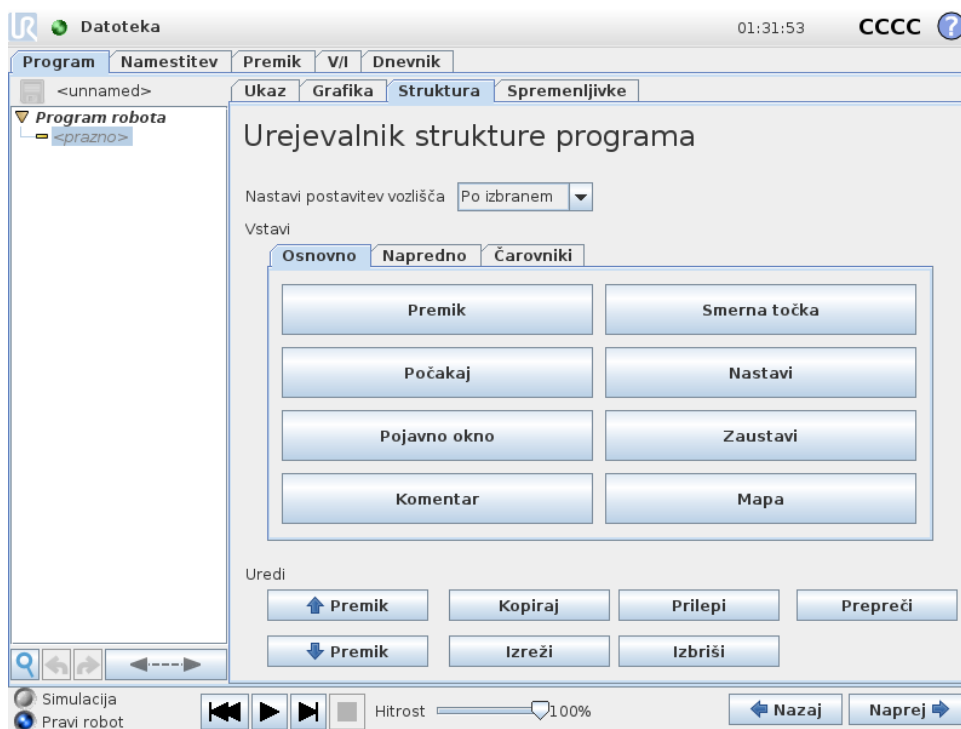 UR Datoteka 01:31:53 CCCC ?
Program Namestitev Premik V/I Dnevnik
<unnamed>
Ukaz Grafika Struktura Spremenljivke
Program robota
<prazno>
Urejevalnik strukture programa
Nastavi postavitev vozlišča Po izbranem
Vstavi
Osnovno Napredno Čarovniki
Premik Smerna točka
Počakaj Nastavi
Pojavno okno Zaustavi
Komentar Mapa
Uredi
Premik Kopiraj Prilepi Prepreči
Premik Izreži Izbriši
Simulacija
Pravi robot
Hitrost 100%
Nazaj Naprej